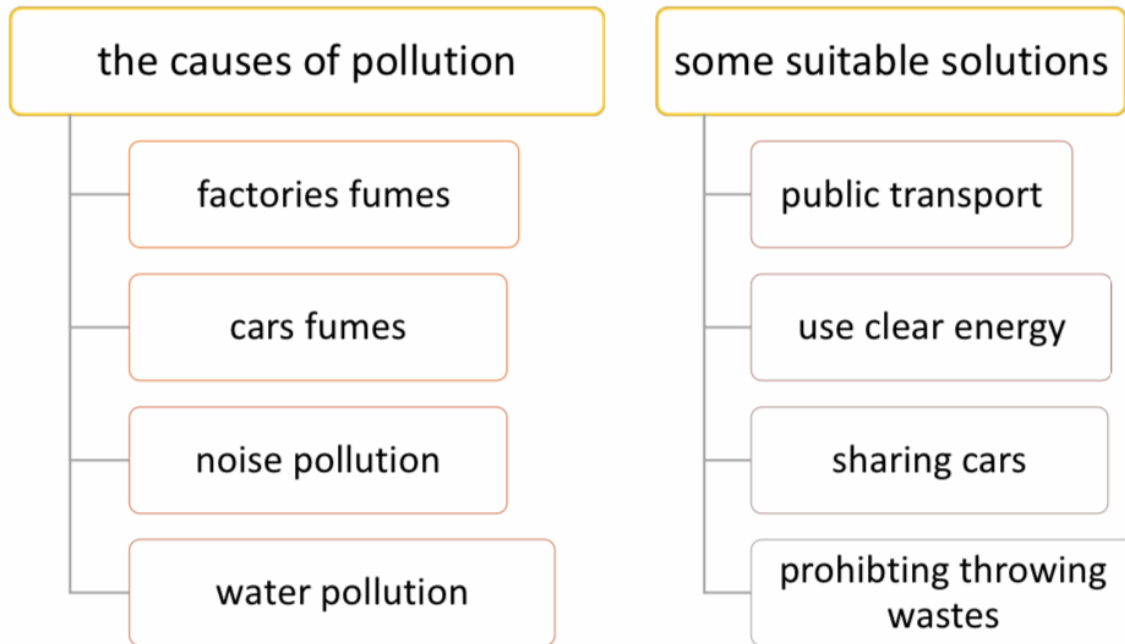 the causes of pollution
factories fumes
cars fumes
noise pollution
water pollution
some suitable solutions
public transport
use clear energy
sharing cars
prohibting throwing
wastes